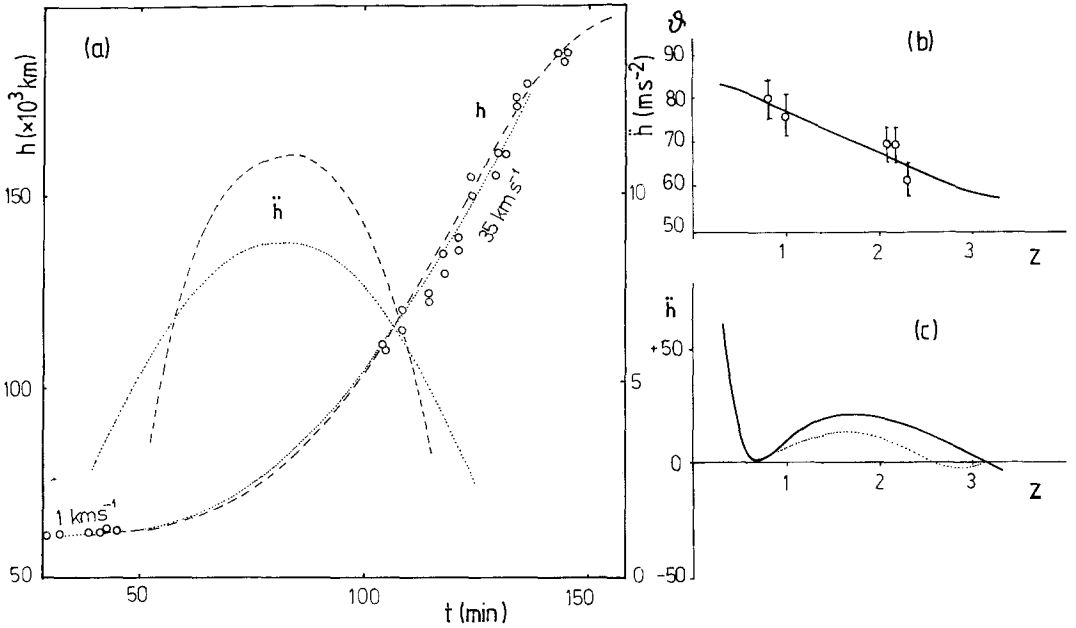 (a)
h (×10³ km)
150
100
50
50
100
150
t (min)
h
ḧ
35 km s⁻¹
1 km s⁻¹
ḧ (ms⁻²)
10
5
0
(b)
ϑ
90
80
70
60
50
1
2
3
Z
(c)
ḧ
+50
0
-50
1
2
3
Z